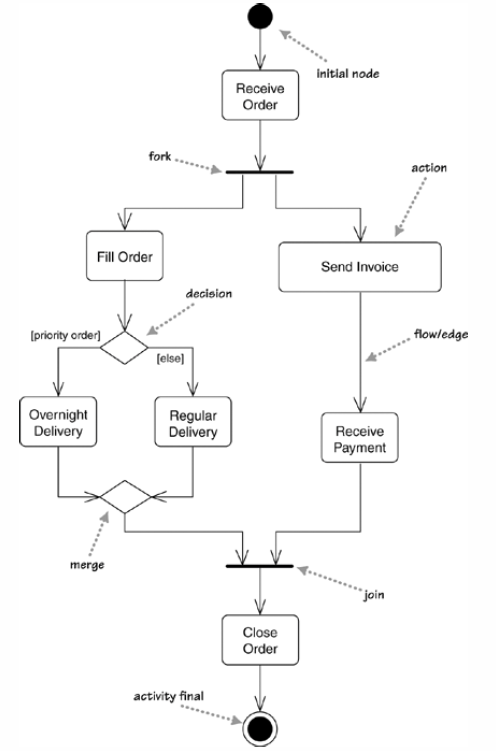 initial node
Receive
Order
fork
action
Fill Order
Send Invoice
decision
[priority order]
[else]
flow/edge
Overnight
Delivery
Regular
Delivery
Receive
Payment
merge
join
Close
Order
activity final